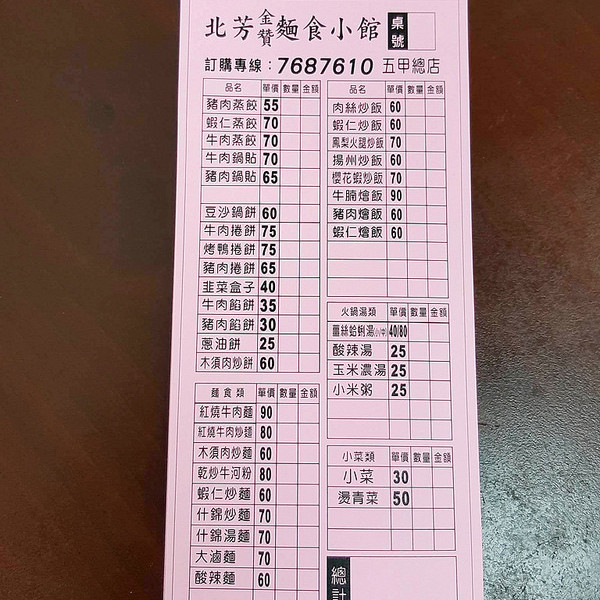 北芳金贊麵食小館 桌號
訂購專線：7687610 五甲總店
品名 單價 數量 金額
豬肉蒸餃 55
蝦仁蒸餃 70
牛肉蒸餃 70
牛肉鍋貼 70
豬肉鍋貼 65
豆沙鍋餅 60
牛肉捲餅 75
烤鴨捲餅 75
豬肉捲餅 65
韭菜盒子 40
牛肉餡餅 35
豬肉餡餅 30
蔥油餅 25
木須肉炒餅 60
麵食類 單價 數量 金額
紅燒牛肉麵 90
紅燒牛肉炒麵 80
木須肉炒麵 60
乾炒牛河粉 80
蝦仁炒麵 60
什錦炒麵 70
什錦湯麵 70
大滷麵 70
酸辣麵 60
品名 單價 數量 金額
肉絲炒飯 60
蝦仁炒飯 60
鳳梨火腿炒飯 70
揚州炒飯 60
櫻花蝦炒飯 70
牛腩燴飯 90
豬肉燴飯 60
蝦仁燴飯 60
火鍋湯類 單價 數量 金額
薑絲蛤蜊湯(小/中) 40/80
酸辣湯 25
玉米濃湯 25
小米粥 25
小菜類 單價 數量 金額
小菜 30
燙青菜 50
總計